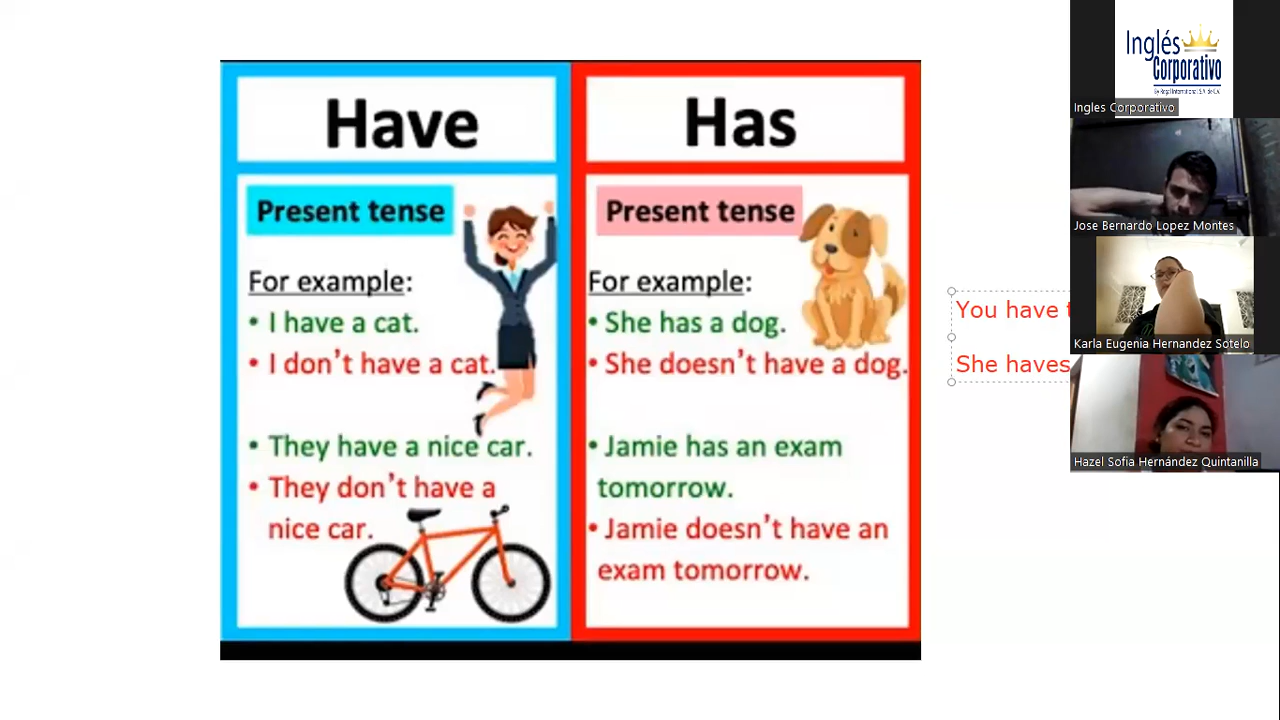 Have
Has
Present tense
Present tense
For example:
• I have a cat.
• I don't have a cat.
• They have a nice car.
• They don't have a
nice car.
For example:
• She has a dog.
• She doesn't have a dog.
• Jamie has an exam
tomorrow.
• Jamie doesn't have an
exam tomorrow.
You have
She haves
Inglés
Corporativo
Ingles Corporativo
Jose Bernardo Lopez Montes
Karla Eugenia Hernandez Sotelo
Hazel Sofia Hernández Quintanilla